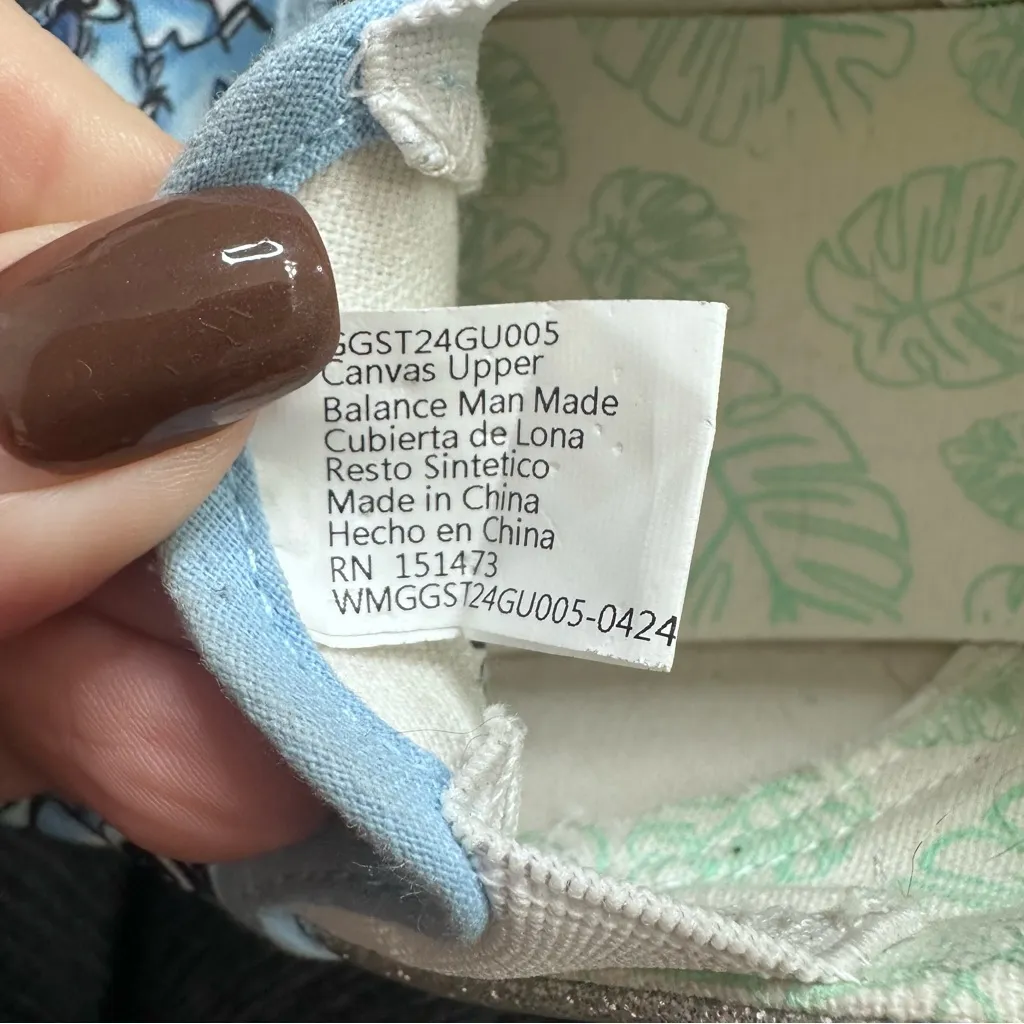 GGST24GU005
Canvas Upper
Balance Man Made
Cubierta de Lona
Resto Sintetico
Made in China
Hecho en China
RN 151473
WMGGST24GU005-0424